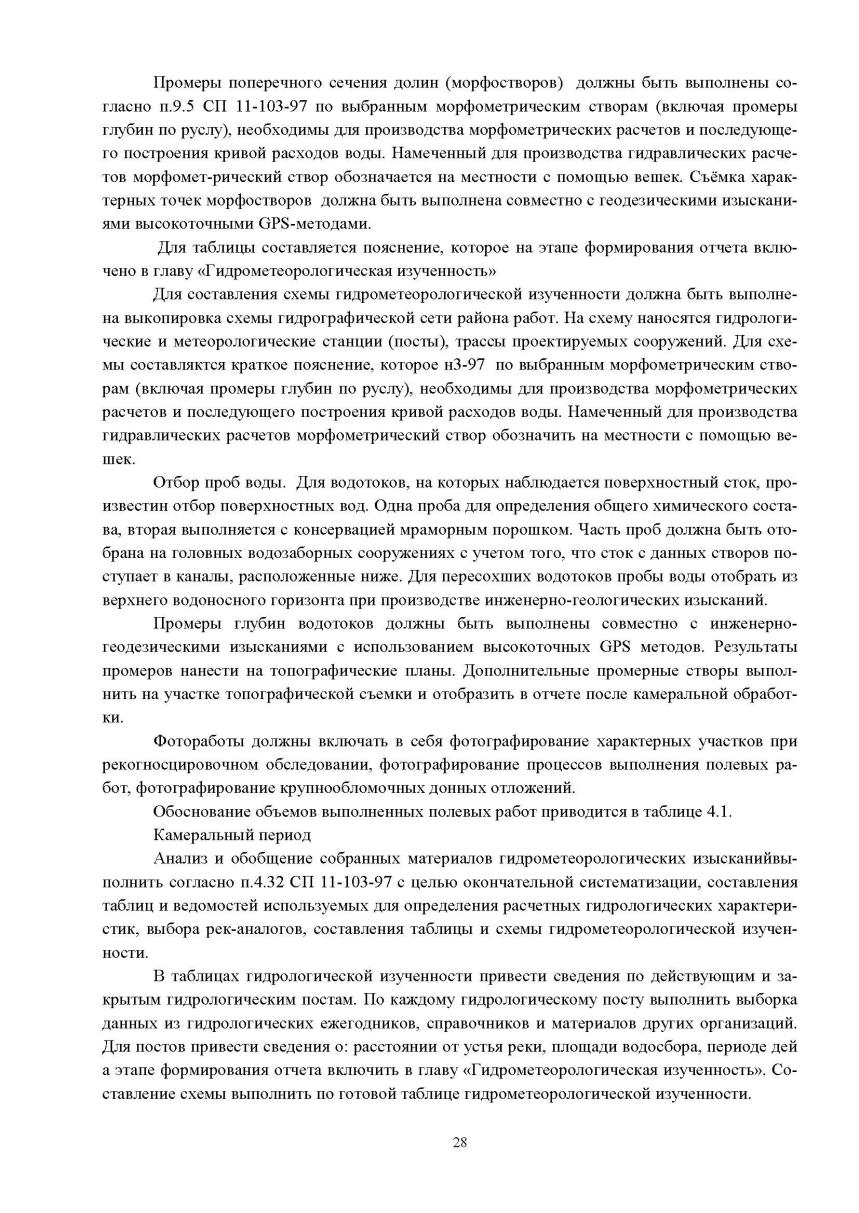 Промеры поперечного сечения долин (морфостворов) должны быть выполнены со-
гласно п.9.5 СП 11-103-97 по выбранным морфометрическим створам (включая промеры
глубин по руслу), необходимы для производства морфометрических расчетов и последующе-
го построения кривой расходов воды. Намеченный для производства гидравлических расче-
тов морфомет-рический створ обозначается на местности с помощью вешек. Съёмка харак-
терных точек морфостворов должна быть выполнена совместно с геодезическими изыскани-
ями высокоточными GPS-методами.
Для таблицы составляется пояснение, которое на этапе формирования отчета вклю-
чено в главу «Гидрометеорологическая изученность»
Для составления схемы гидрометеорологической изученности должна быть выполне-
на выкопировка схемы гидрографической сети района работ. На схему наносятся гидрологи-
ческие и метеорологические станции (посты), трассы проектируемых сооружений. Для схе-
мы составляктся краткое пояснение, которое н3-97 по выбранным морфометрическим ство-
рам (включая промеры глубин по руслу), необходимы для производства морфометрических
расчетов и последующего построения кривой расходов воды. Намеченный для производства
гидравлических расчетов морфометрический створ обозначить на местности с помощью ве-
шек.
Отбор проб воды. Для водотоков, на которых наблюдается поверхностный сток, про-
известин отбор поверхностных вод. Одна проба для определения общего химического соста-
ва, вторая выполняется с консервацией мраморным порошком. Часть проб должна быть ото-
брана на головных водозаборных сооружениях с учетом того, что сток с данных створов по-
ступает в каналы, расположенные ниже. Для пересохших водотоков пробы воды отобрать из
верхнего водоносного горизонта при производстве инженерно-геологических изысканий.
Промеры глубин водотоков должны быть выполнены совместно с инженерно-
геодезическими изысканиями с использованием высокоточных GPS методов. Результаты
промеров нанести на топографические планы. Дополнительные промерные створы выпол-
нить на участке топографической съемки и отобразить в отчете после камеральной обработ-
ки.
Фотоработы должны включать в себя фотографирование характерных участков при
рекогносцировочном обследовании, фотографирование процессов выполнения полевых ра-
бот, фотографирование крупнообломочных донных отложений.
Обоснование объемов выполненных полевых работ приводится в таблице 4.1.
Камеральный период
Анализ и обобщение собранных материалов гидрометеорологических изысканийвы-
полнить согласно п.4.32 СП 11-103-97 с целью окончательной систематизации, составления
таблиц и ведомостей используемых для определения расчетных гидрологических характери-
стик, выбора рек-аналогов, составления таблицы и схемы гидрометеорологической изучен-
ности.
В таблицах гидрологической изученности привести сведения по действующим и за-
крытым гидрологическим постам. По каждому гидрологическому посту выполнить выборка
данных из гидрологических ежегодников, справочников и материалов других организаций.
Для постов привести сведения о: расстоянии от устья реки, площади водосбора, периоде дей
а этапе формирования отчета включить в главу «Гидрометеорологическая изученность». Со-
ставление схемы выполнить по готовой таблице гидрометеорологической изученности.
28